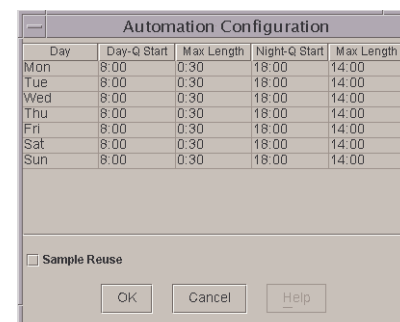 Automation Configuration
Day Day-Q Start Max Length Night-Q Start Max Length
Mon 8:00 0:30 18:00 14:00
Tue 8:00 0:30 18:00 14:00
Wed 8:00 0:30 18:00 14:00
Thu 8:00 0:30 18:00 14:00
Fri 8:00 0:30 18:00 14:00
Sat 8:00 0:30 18:00 14:00
Sun 8:00 0:30 18:00 14:00
Sample Reuse
OK Cancel Help